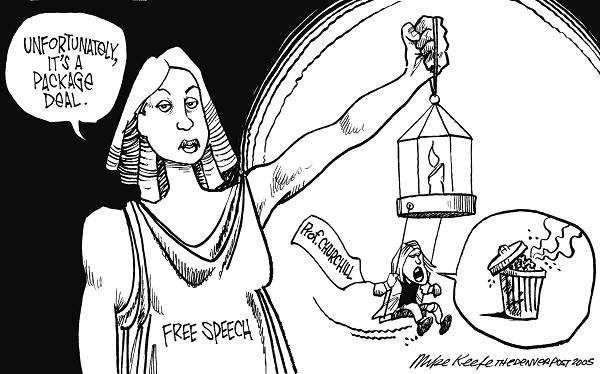 UNFORTUNATELY,
IT'S A
PACKAGE
DEAL.
Prof. CHURCHILL
FREE SPEECH
MIKE KEEFE THE DENVER POST 2005